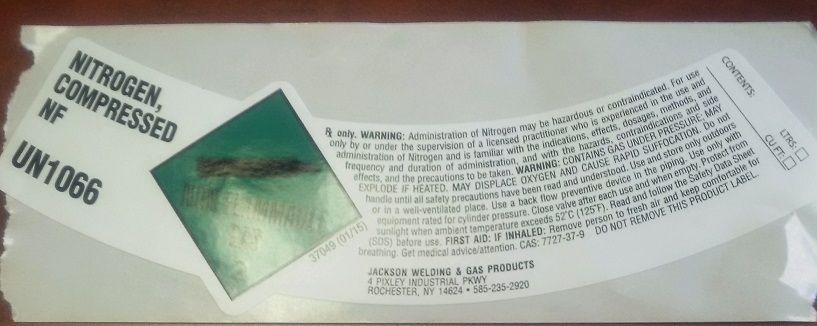 NITROGEN,
COMPRESSED
NF
UN1066
37049 (01/15)
℞ only. WARNING: Administration of Nitrogen may be hazardous or contraindicated. For use
only by or under the supervision of a licensed practitioner who is experienced in the use and
administration of Nitrogen and is familiar with the indications, effects, dosages, methods, and
frequency and duration of administration, and with the hazards, contraindications and side
effects, and the precautions to be taken. WARNING: CONTAINS GAS UNDER PRESSURE; MAY
EXPLODE IF HEATED. MAY DISPLACE OXYGEN AND CAUSE RAPID SUFFOCATION. Do not
handle until all safety precautions have been read and understood. Use and store only outdoors
or in a well-ventilated place. Use a back flow preventive device in the piping. Use only with
equipment rated for cylinder pressure. Close valve after each use and when empty. Protect from
sunlight when ambient temperature exceeds 52°C (125°F). Read and follow the Safety Data Sheet
(SDS) before use. FIRST AID: IF INHALED: Remove person to fresh air and keep comfortable for
breathing. Get medical advice/attention. CAS: 7727-37-9 DO NOT REMOVE THIS PRODUCT LABEL.
JACKSON WELDING & GAS PRODUCTS
4 PIXLEY INDUSTRIAL PKWY
ROCHESTER, NY 14624 • 585-235-2920
CONTENTS:
LTRS:
CU FT: